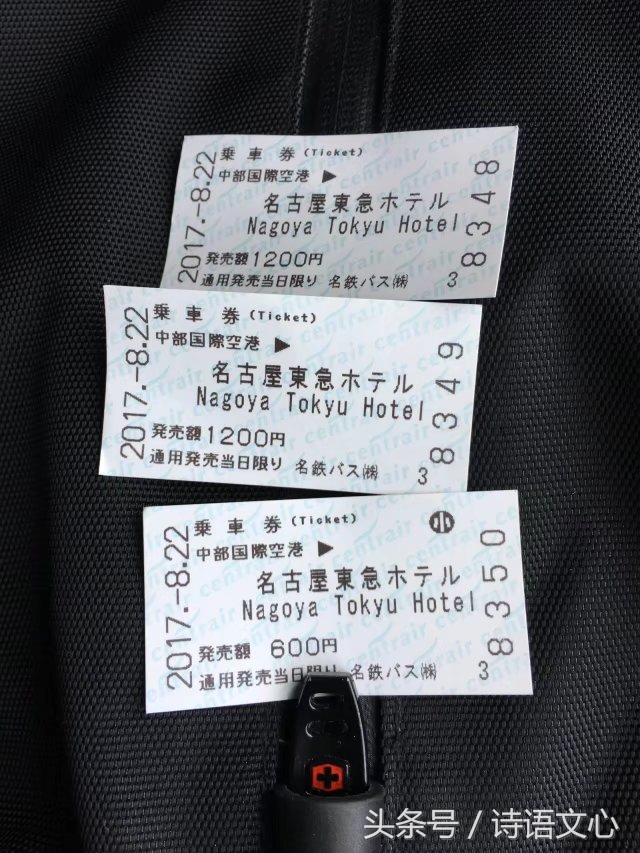 乗車券(Ticket)
中部国際空港 ▶
名古屋東急ホテル
Nagoya Tokyu Hotel
発売額1200円
通用発売当日限り 名鉄バス㈱ 3
2017.-8.22
8348
乗車券(Ticket)
中部国際空港 ▶
名古屋東急ホテル
Nagoya Tokyu Hotel
発売額1200円
通用発売当日限り 名鉄バス㈱ 3
2017.-8.22
8349
乗車券(Ticket) 小
中部国際空港 ▶
名古屋東急ホテル
Nagoya Tokyu Hotel
発売額 600円
通用発売当日限り 名鉄バス㈱ 3
2017.-8.22
8350
centrair
头条号 / 诗语文心